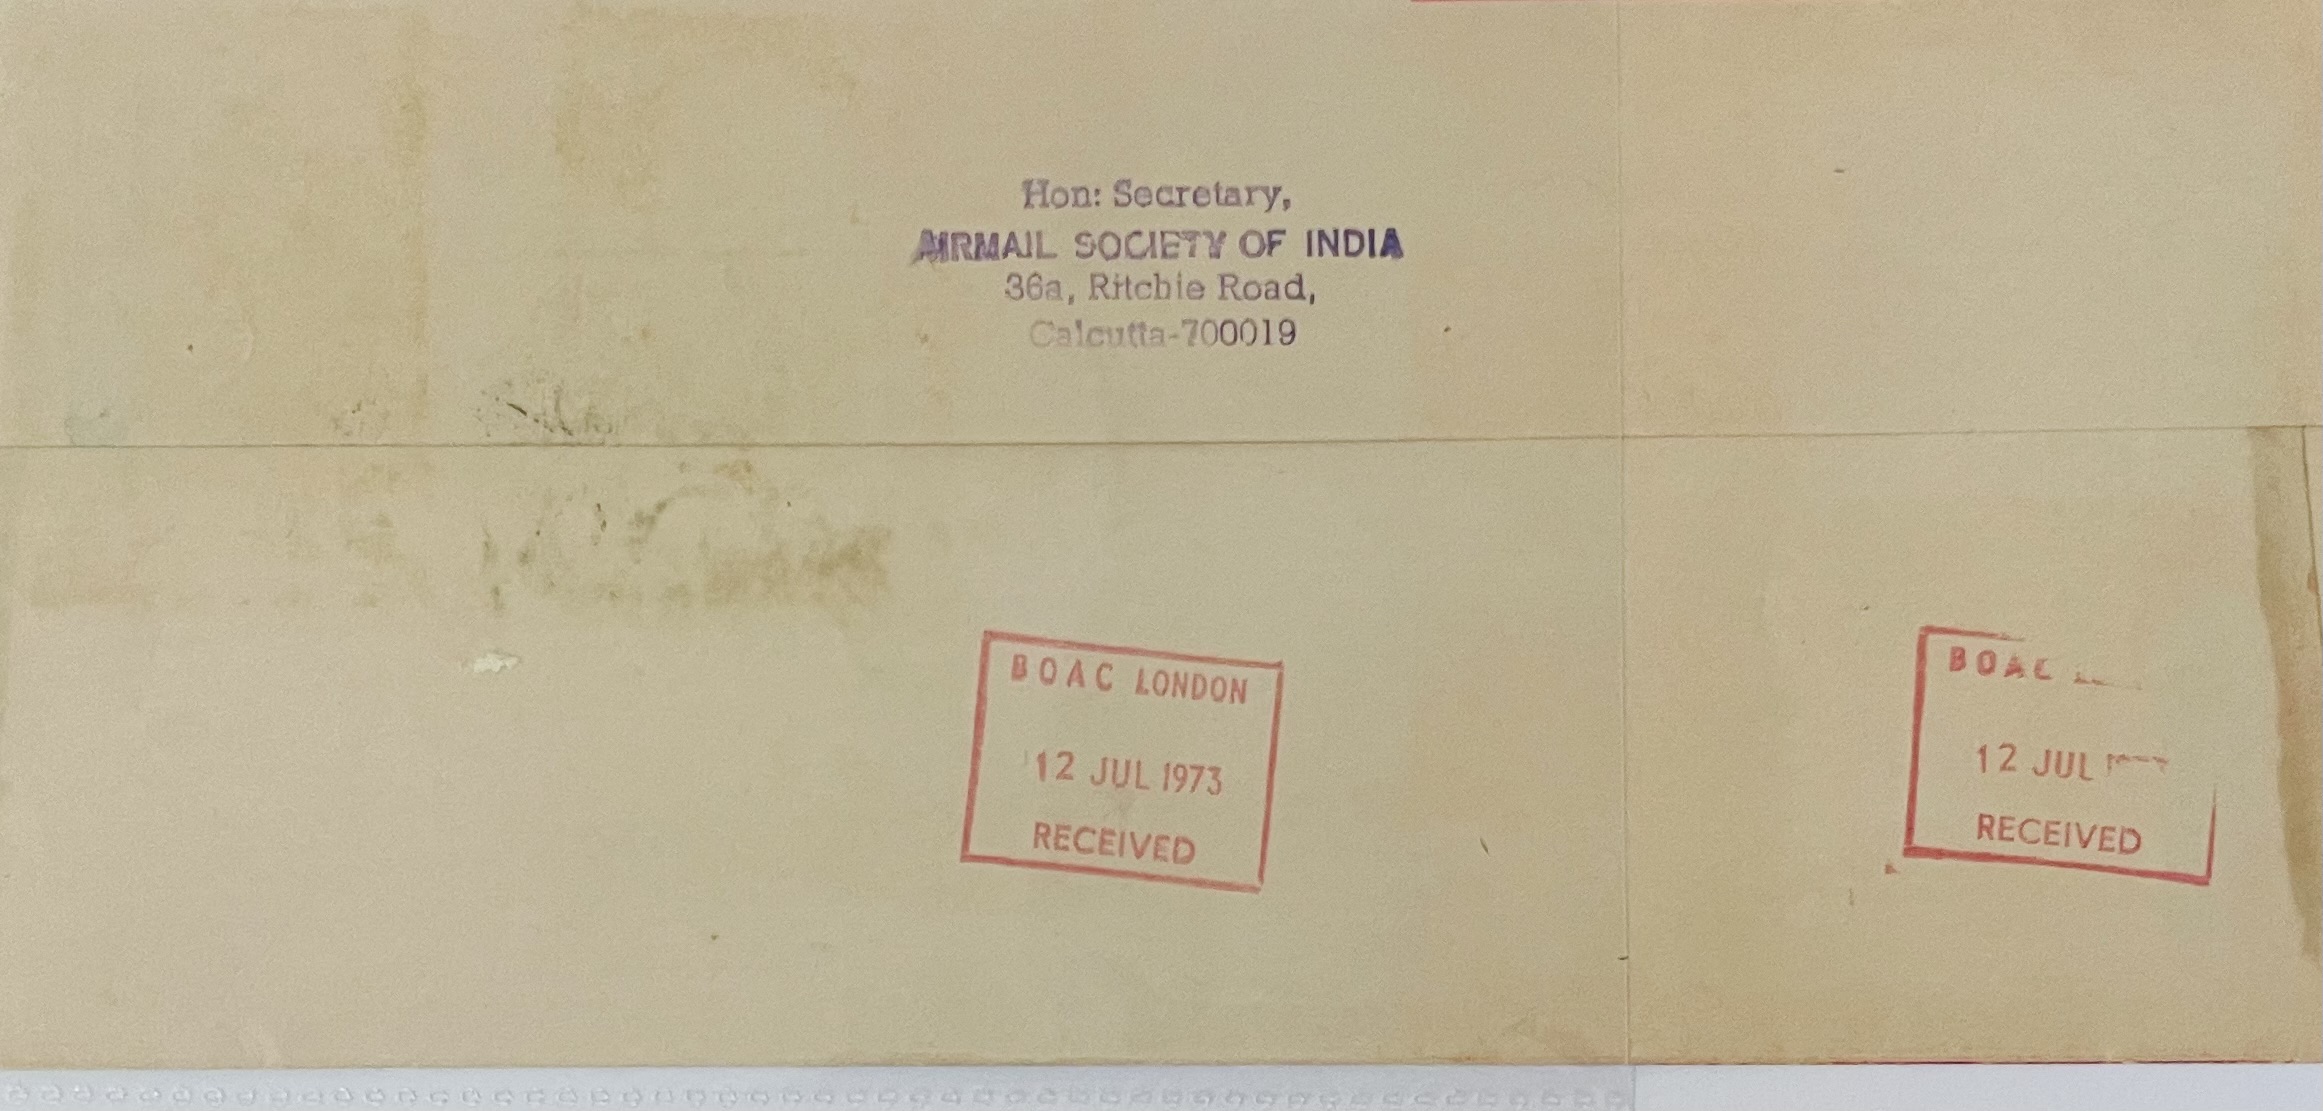 Hon: Secretary,
AIRMAIL SOCIETY OF INDIA
36a, Ritchie Road,
Calcutta-700019
BOAC LONDON
12 JUL 1973
RECEIVED
BOAC
12 JUL
RECEIVED